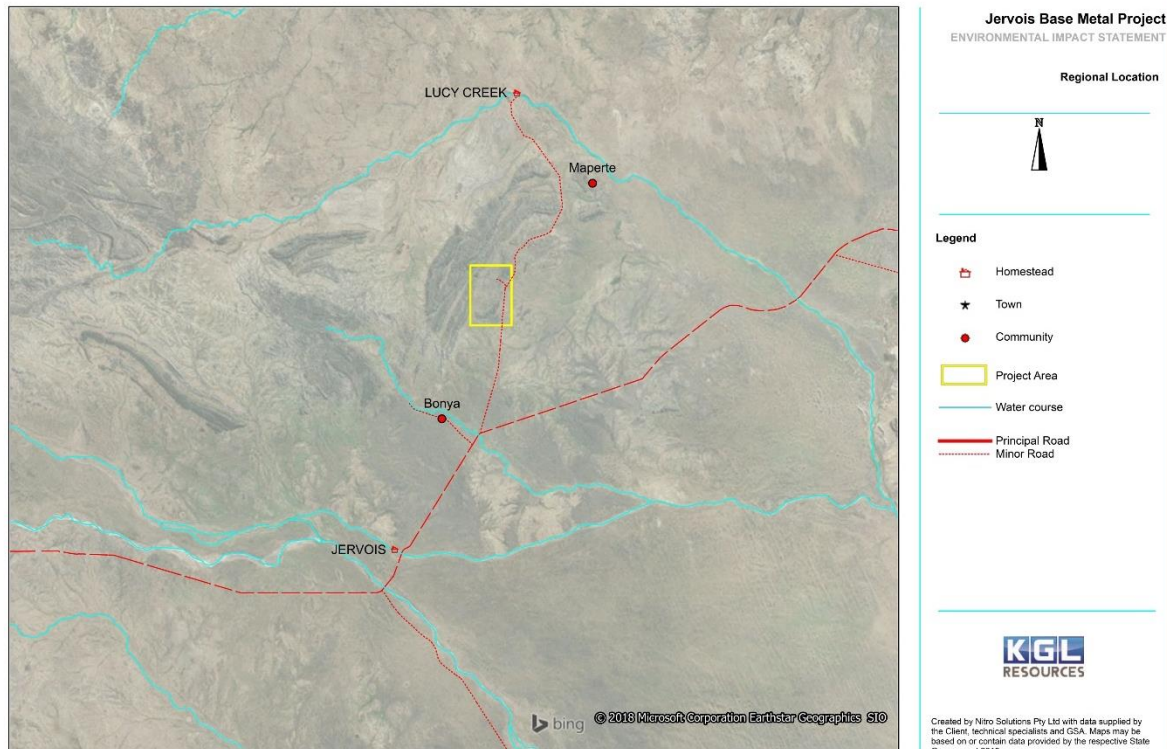 Jervois Base Metal Project
ENVIRONMENTAL IMPACT STATEMENT
Regional Location
N
LUCY CREEK
Maperte
Bonya
JERVOIS
Legend
Homestead
Town
Community
Project Area
Water course
Principal Road
Minor Road
bing
© 2018 Microsoft Corporation Earthstar Geographics SIO
KGL
RESOURCES
Created by Nitro Solutions Pty Ltd with data supplied by
the Client, technical specialists and GSA. Maps may be
based on or contain data provided by the respective State